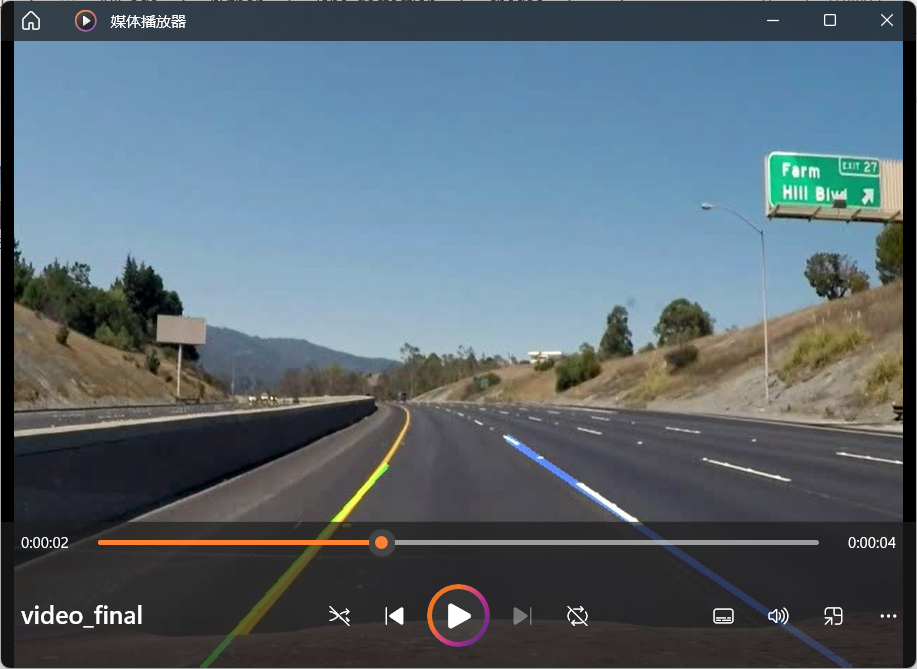 媒体播放器
EXIT 27
Farm
Hill Blvd
0:00:02
0:00:04
video_final